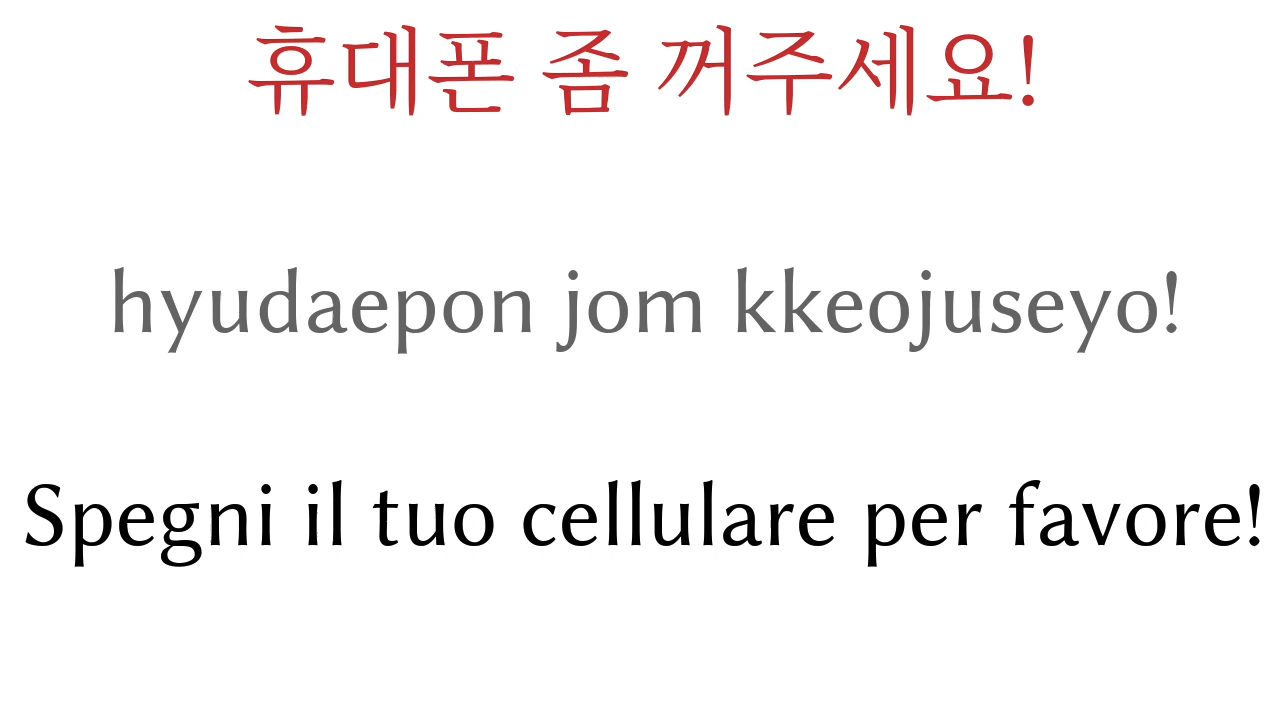 휴대폰 좀 꺼주세요!
hyudaepon jom kkeojuseyo!
Spegni il tuo cellulare per favore!